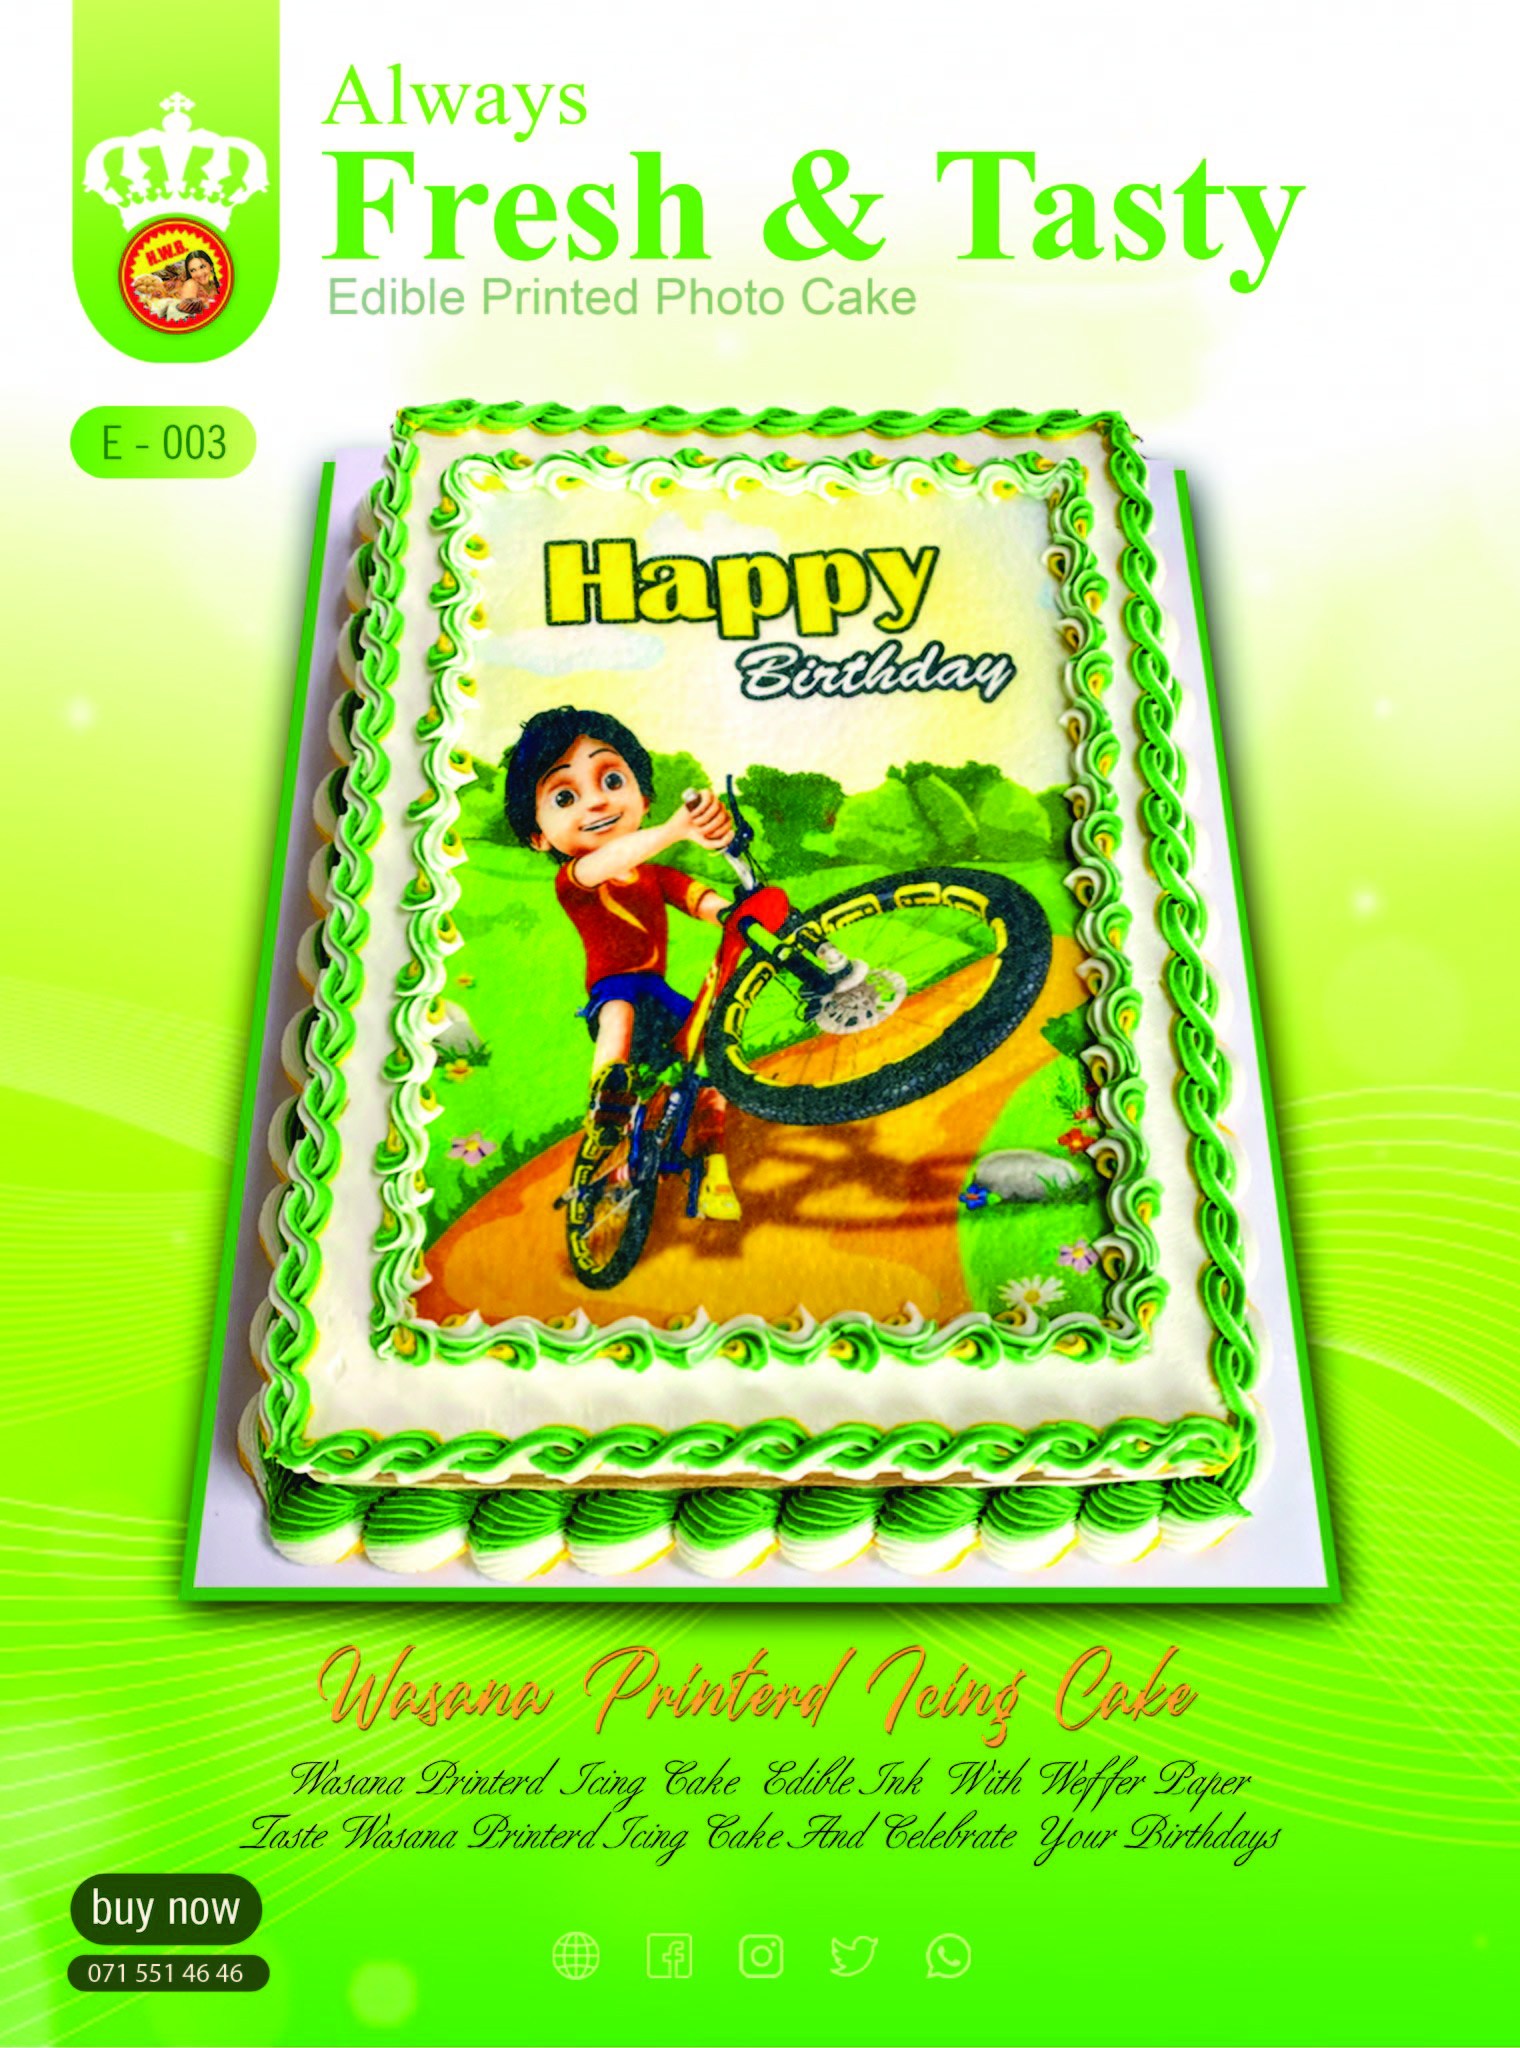 Always
Fresh & Tasty
Edible Printed Photo Cake
H.W.B.
E - 003
Happy
Birthday
Wasana Printerd Icing Cake
Wasana Printerd Icing Cake Edible Ink With Weffer Paper
Taste Wasana Printerd Icing Cake And Celebrate Your Birthdays
buy now
071 551 46 46